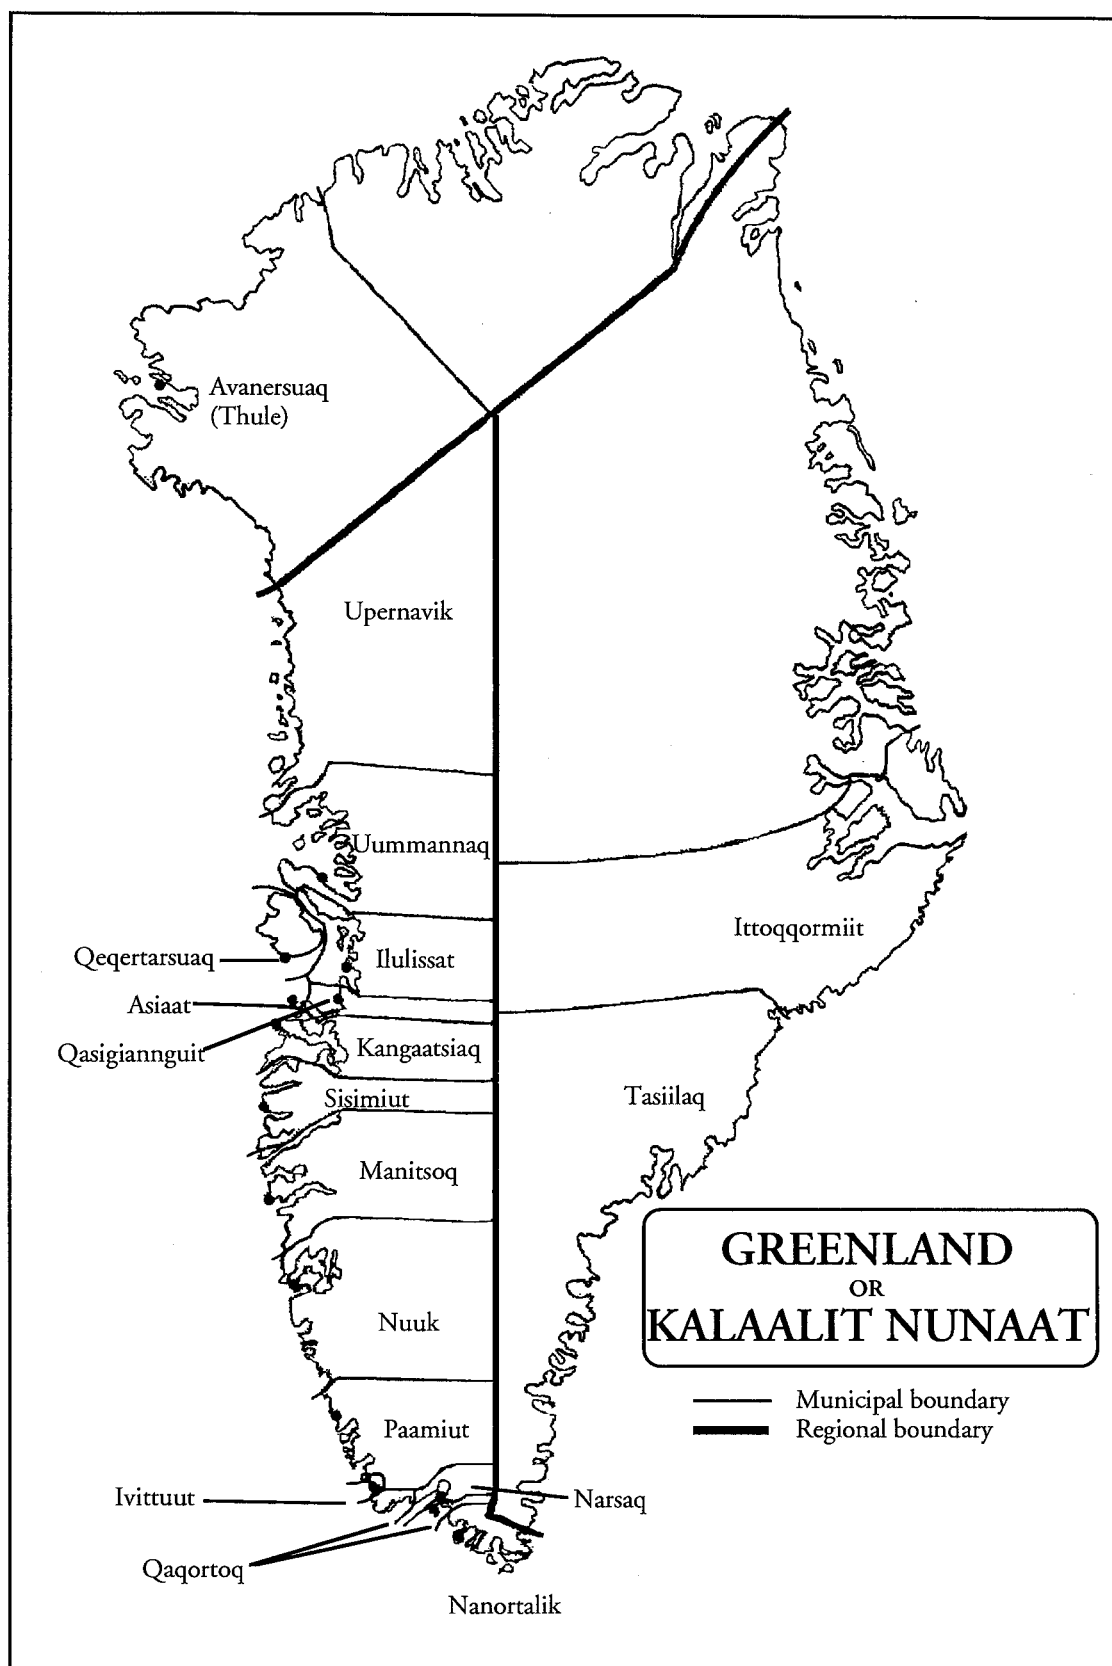 Avanersuaq
(Thule)
Upernavik
Uummannaq
Ittoqqormiit
Qeqertarsuaq
Ilulissat
Asiaat
Qasigiannguit
Kangaatsiaq
Sisimiut
Tasiilaq
Manitsoq
GREENLAND
OR
KALAALIT NUNAAT
Nuuk
Municipal boundary
Regional boundary
Paamiut
Ivittuut
Narsaq
Qaqortoq
Nanortalik